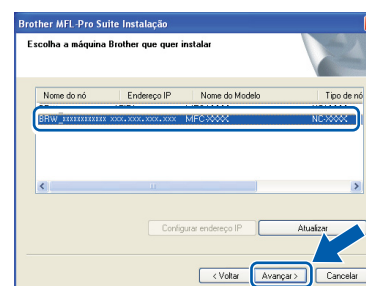 Brother MFL-Pro Suite Instalação
Escolha a máquina Brother que quer instalar
Nome do nó Endereço IP Nome do Modelo Tipo de nó
BRW_xxxxxxxxxxxx xxx.xxx.xxx.xxx MFC-XXXX NC-XXXX
Configurar endereço IP Atualizar
< Voltar Avançar > Cancelar